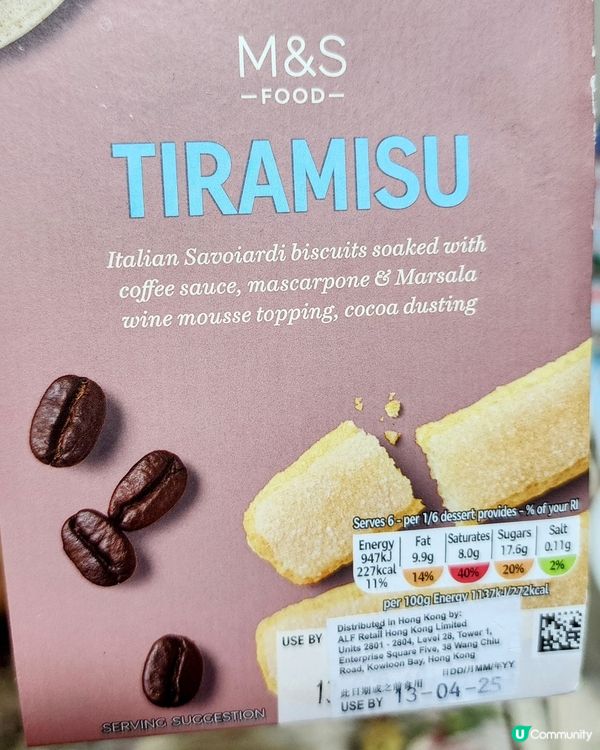 M&S
FOOD
TIRAMISU
Italian Savoiardi biscuits soaked with
coffee sauce, mascarpone & Marsala
wine mousse topping, cocoa dusting
Serves 6 - per 1/6 dessert provides - % of your RI
Energy 947kJ 227kcal 11%
Fat 9.9g 14%
Saturates 8.0g 40%
Sugars 17.6g 20%
Salt 0.11g 2%
per 100g Energy 1137kJ/272kcal
USE BY
Distributed in Hong Kong by:
ALF Retail Hong Kong Limited
Units 2801 - 2804, Level 28, Tower 1,
Enterprise Square Five, 38 Wang Chiu
Road, Kowloon Bay, Hong Kong
日DD/月MM/年YY
此日期或之前食用
USE BY 13-04-25
SERVING SUGGESTION
U Community